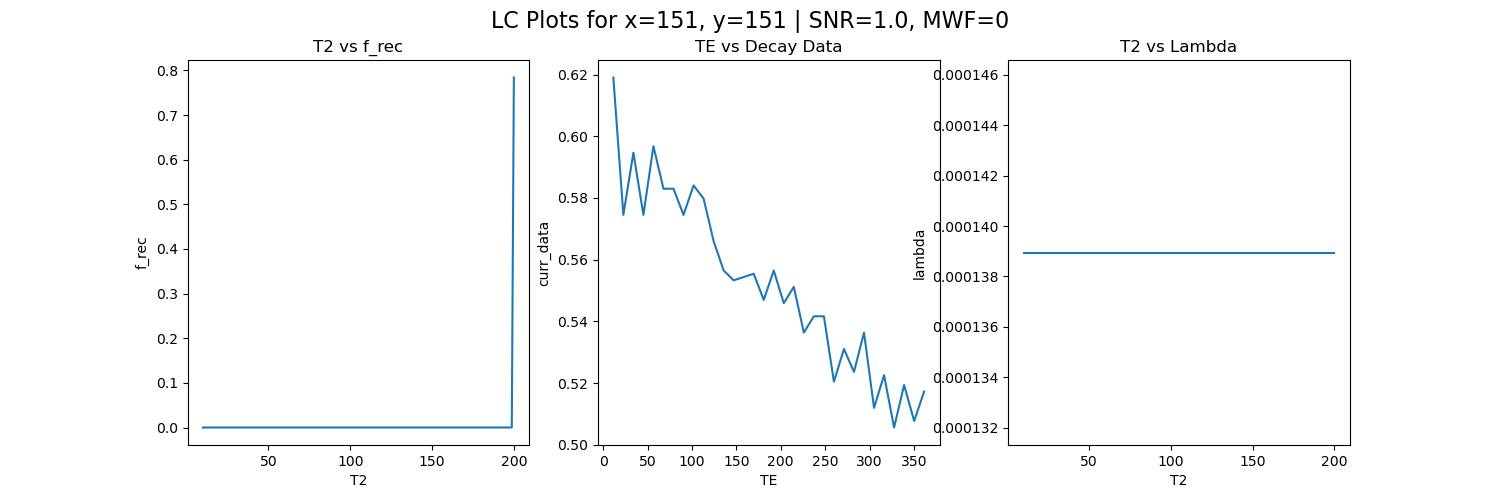 LC Plots for x=151, y=151 | SNR=1.0, MWF=0
T2 vs f_rec
0.8
0.7
0.6
0.5
0.4
0.3
0.2
0.1
0.0
f_rec
50 100 150 200
T2
TE vs Decay Data
0.62
0.60
0.58
0.56
0.54
0.52
0.50
curr_data
0 50 100 150 200 250 300 350
TE
T2 vs Lambda
0.000146
0.000144
0.000142
0.000140
0.000138
0.000136
0.000134
0.000132
lambda
50 100 150 200
T2